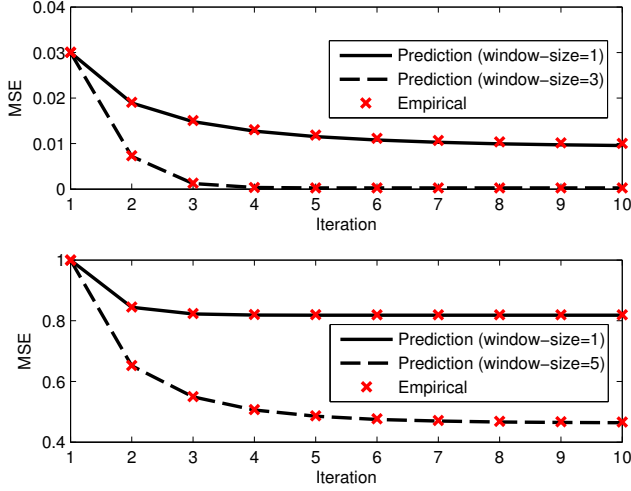 0.04
0.03
0.02
0.01
0
MSE
1 2 3 4 5 6 7 8 9 10
Iteration
Prediction (window-size=1)
Prediction (window-size=3)
Empirical
1
0.8
0.6
0.4
MSE
1 2 3 4 5 6 7 8 9 10
Iteration
Prediction (window-size=1)
Prediction (window-size=5)
Empirical